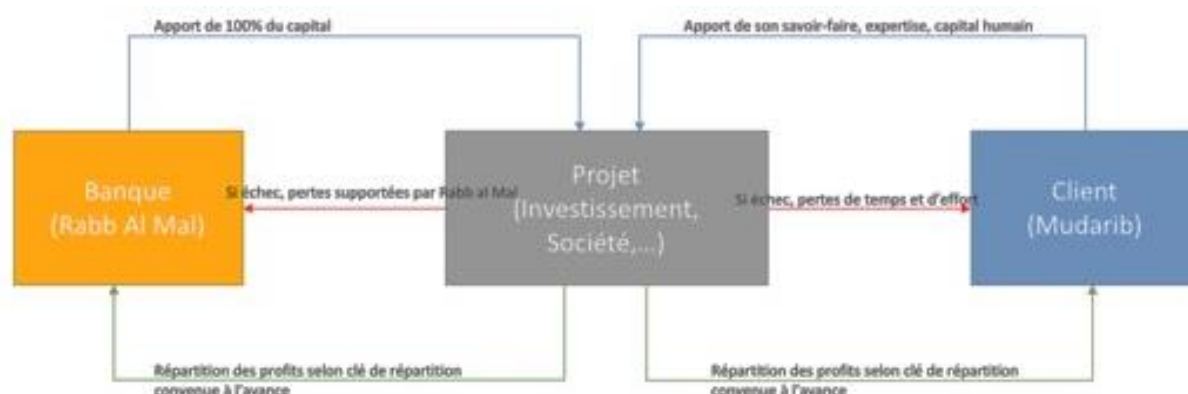 Apport de 100% du capital
Apport de son savoir-faire, expertise, capital humain
Banque
(Rabb Al Mal)
Si échec, pertes supportées par Rabb al Mal
Projet
(Investissement,
Société,...)
Si échec, pertes de temps et d'effort
Client
(Mudarib)
Répartition des profits selon clé de répartition
convenue à l'avance
Répartition des profits selon clé de répartition
convenue à l'avance